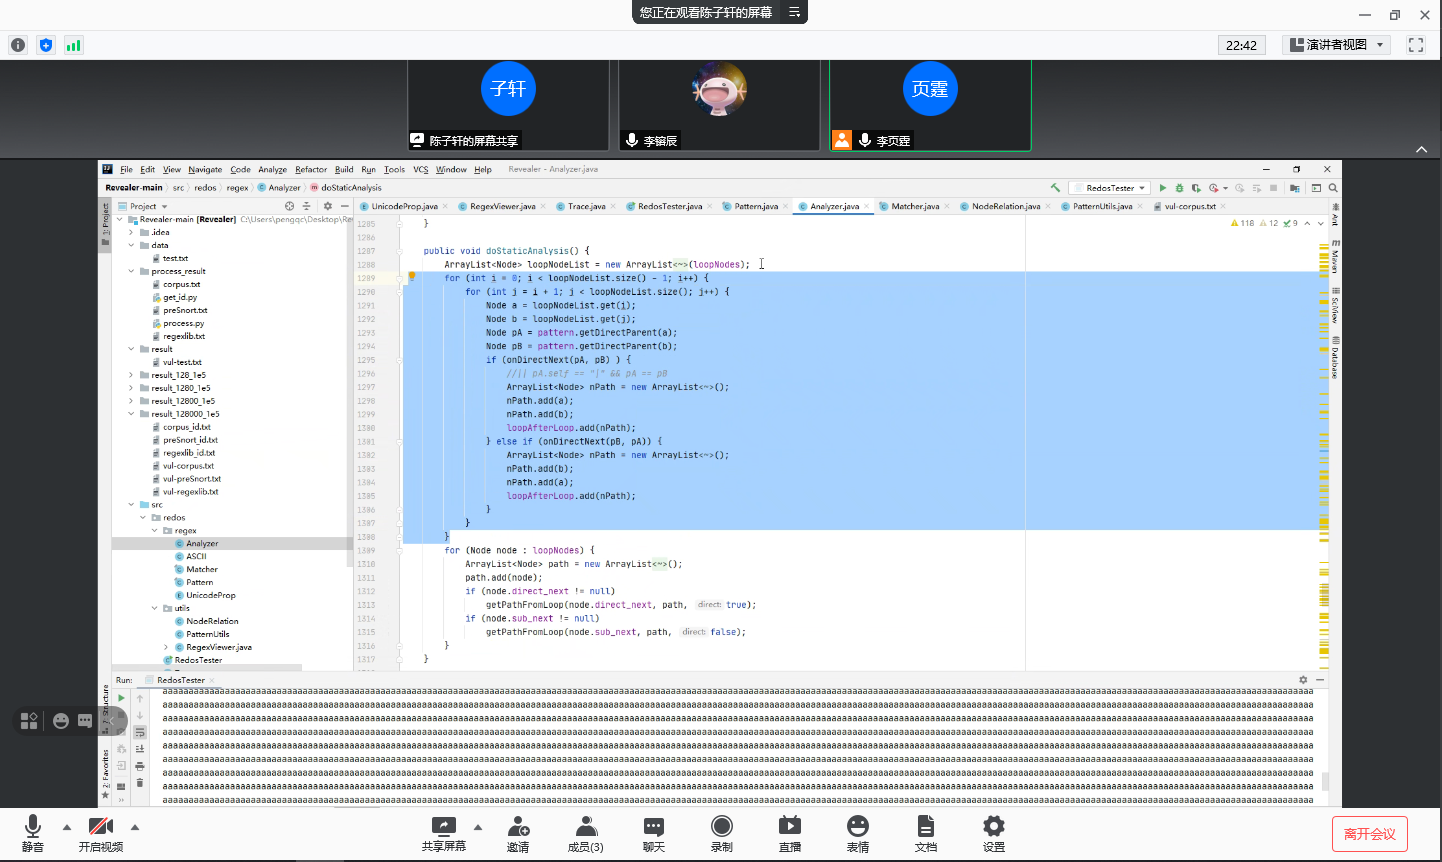 您正在观看陈子轩的屏幕
22:42
演讲者视图
子轩
页霆
陈子轩的屏幕共享
李镕辰
李页霆
File Edit View Navigate Code Analyze Refactor Build Run Tools VCS Window Help Revealer - Analyzer.java
Revealer-main src redos regex Analyzer doStaticAnalysis
RedosTester
Project
UnicodeProp.java RegexViewer.java Trace.java RedosTester.java Pattern.java Analyzer.java Matcher.java NodeRelation.java PatternUtils.java vul-corpus.txt
Project
Revealer-main [Revealer] C:\Users\pengqc\Desktop\Re
.idea
data
test.txt
process_result
corpus.txt
get_id.py
preSnort.txt
process.py
regexlib.txt
result
vul-test.txt
result_128_1e5
result_1280_1e5
result_12800_1e5
result_128000_1e5
corpus_id.txt
preSnort_id.txt
regexlib_id.txt
vul-corpus.txt
vul-preSnort.txt
vul-regexlib.txt
src
redos
regex
Analyzer
ASCII
Matcher
Pattern
UnicodeProp
utils
NodeRelation
PatternUtils
RegexViewer.java
RedosTester
118 12 9
1285 }
1286
1287 public void doStaticAnalysis() {
1288 ArrayList<Node> loopNodeList = new ArrayList<~>(loopNodes);
1289 for (int i = 0; i < loopNodeList.size() - 1; i++) {
1290 for (int j = i + 1; j < loopNodeList.size(); j++) {
1291 Node a = loopNodeList.get(i);
1292 Node b = loopNodeList.get(j);
1293 Node pA = pattern.getDirectParent(a);
1294 Node pB = pattern.getDirectParent(b);
1295 if (onDirectNext(pA, pB) ) {
1296 //|| pA.self == "|" && pA == pB
1297 ArrayList<Node> nPath = new ArrayList<~>();
1298 nPath.add(a);
1299 nPath.add(b);
1300 loopAfterLoop.add(nPath);
1301 } else if (onDirectNext(pB, pA)) {
1302 ArrayList<Node> nPath = new ArrayList<~>();
1303 nPath.add(b);
1304 nPath.add(a);
1305 loopAfterLoop.add(nPath);
1306 }
1307 }
1308 }
1309 for (Node node : loopNodes) {
1310 ArrayList<Node> path = new ArrayList<~>();
1311 path.add(node);
1312 if (node.direct_next != null)
1313 getPathFromLoop(node.direct_next, path, direct: true);
1314 if (node.sub_next != null)
1315 getPathFromLoop(node.sub_next, path, direct: false);
1316 }
1317 }
Ant
Maven
SciView
Database
Run: RedosTester
Structure
2: Favorites
静音
开启视频
共享屏幕
邀请
成员(3)
聊天
录制
直播
表情
文档
设置
离开会议